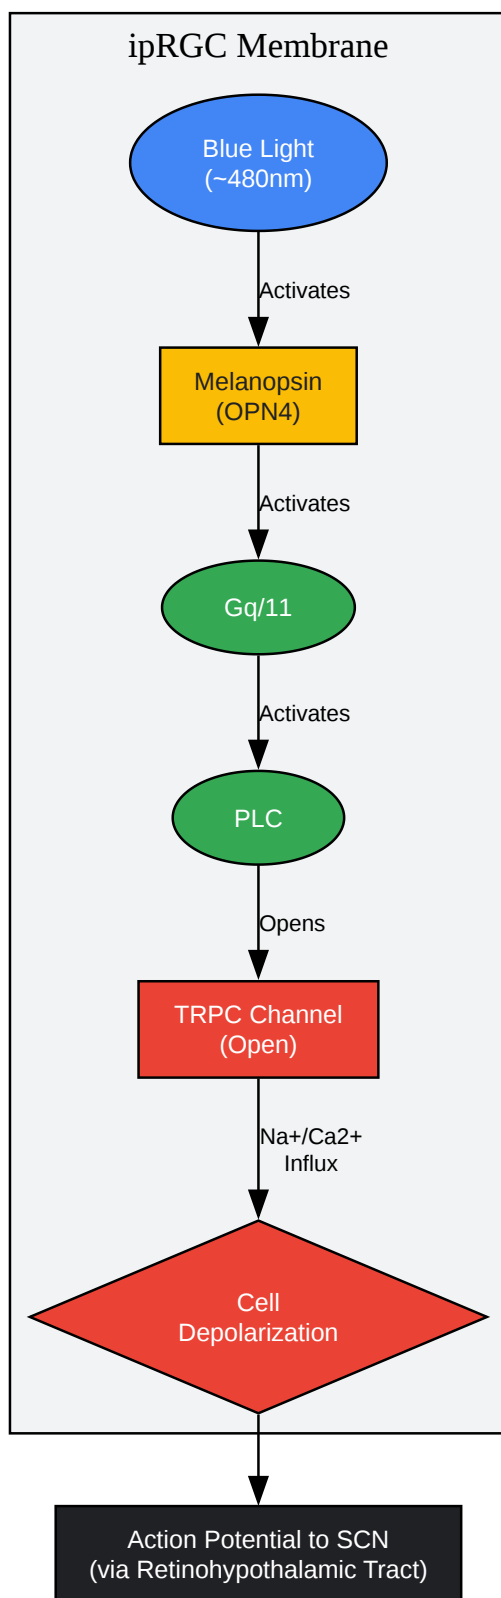 ipRGC Membrane
Blue Light
(~480nm)
Activates
Melanopsin
(OPN4)
Activates
Gq/11
Activates
PLC
Opens
TRPC Channel
(Open)
Na+/Ca2+
Influx
Cell
Depolarization
Action Potential to SCN
(via Retinohypothalamic Tract)